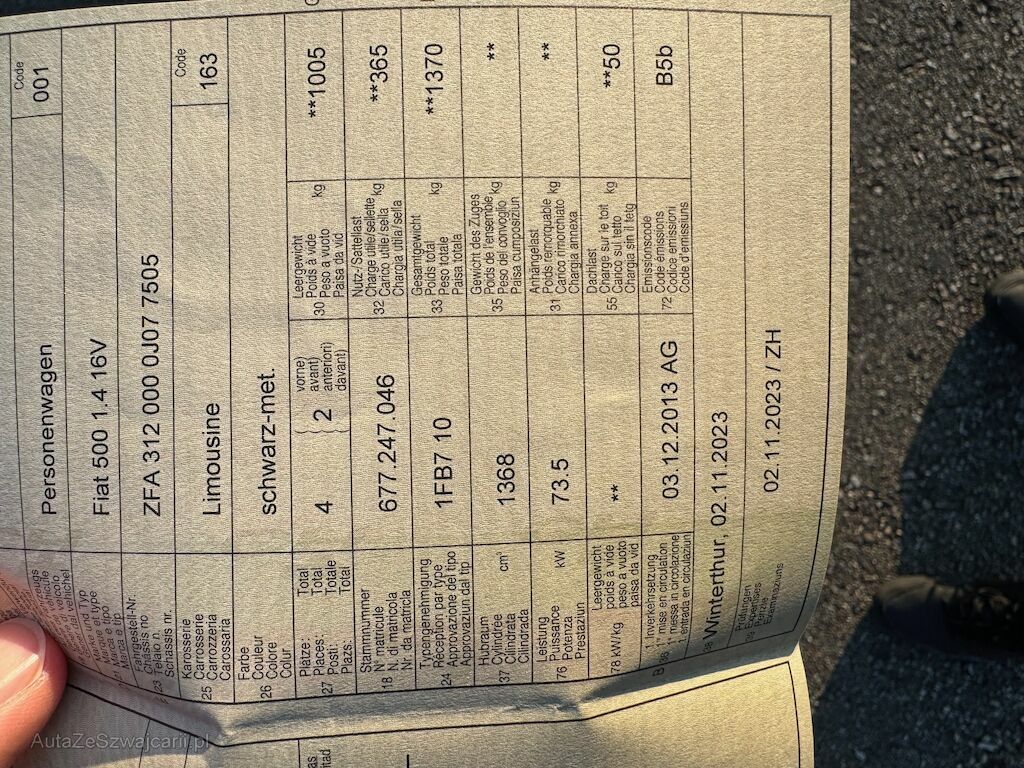 Personenwagen
Code
001
Marca e tipo
Fiat 500 1.4 16V
23
Fahrgestell-Nr.
Châssis no
Telaio n.
Schassis nr.
ZFA 312 000 0J07 7505
25
Karosserie
Carrosserie
Carrozzeria
Carossaria
Limousine
Code
163
26
Farbe
Couleur
Colore
Colur
schwarz-met.
27
Plätze: Total
Places: Total
Posti: Totale
Plazs: Total
4
2
vorne)
avant)
anteriori)
davant)
30
Leergewicht
Poids à vide
Peso a vuoto
Paisa da vid
kg
**1005
18
Stammnummer
N° matricule
N. di matricola
Nr. da matricla
677.247.046
32
Nutz-/Sattellast
Charge utile/sellette
Carico utile/sella
Chargia utila/sella
kg
**365
24
Typengenehmigung
Réception par type
Approvazione del tipo
Approvaziun dal tip
1FB7 10
33
Gesamtgewicht
Poids total
Peso totale
Paisa totala
kg
**1370
37
Hubraum
Cylindrée
Cilindrata
Cilindrada
cm³
1368
35
Gewicht des Zuges
Poids de l'ensemble
Peso del convoglio
Paisa cumposiziun
kg
**
76
Leistung
Puissance
Potenza
Prestaziun
kW
73.5
31
Anhängelast
Poids remorquable
Carico rimorchiato
Chargia annexa
kg
**
78 kW/kg
Leergewicht
poids à vide
peso a vuoto
paisa da vid
**
55
Dachlast
Charge sur le toit
Carico sul tetto
Chargia sin il tetg
kg
**50
B
36
1. Inverkehrsetzung
1re mise en circulation
1a messa in circolazione
1. entrada en circulaziun
03.12.2013 AG
72
Emissionscode
Code émissions
Codice emissioni
Code d'emissiuns
B5b
Winterthur, 02.11.2023
39
Prüfungen
Expertises
Perizia
Examinaziuns
02.11.2023 / ZH
AutaZeSzwajcarii.pl